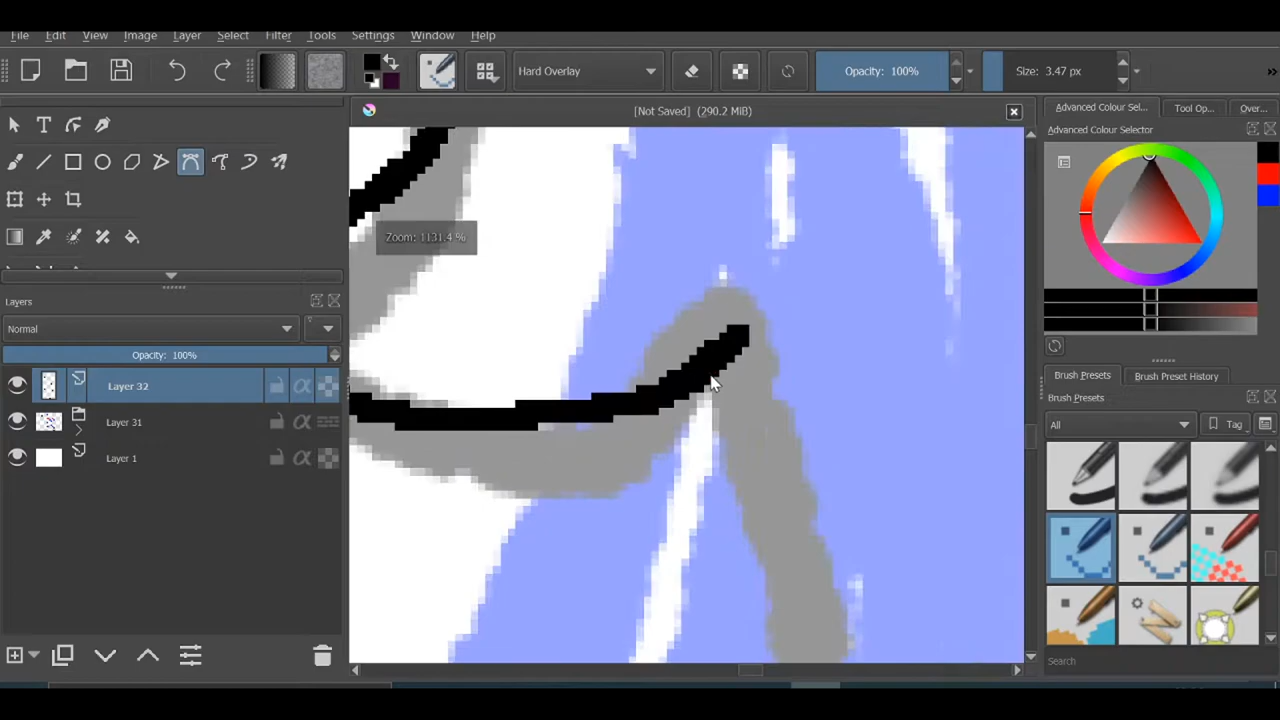 File Edit View Image Layer Select Filter Tools Settings Window Help
Hard Overlay Opacity: 100% Size: 3.47 px »
[Not Saved] (290.2 MiB)
Advanced Colour Sel... Tool Op... Over...
Advanced Colour Selector
Zoom: 1131.4 %
Layers
Normal
Opacity: 100%
Layer 32
Layer 31
Layer 1
Brush Presets Brush Preset History
Brush Presets
All Tag
Search